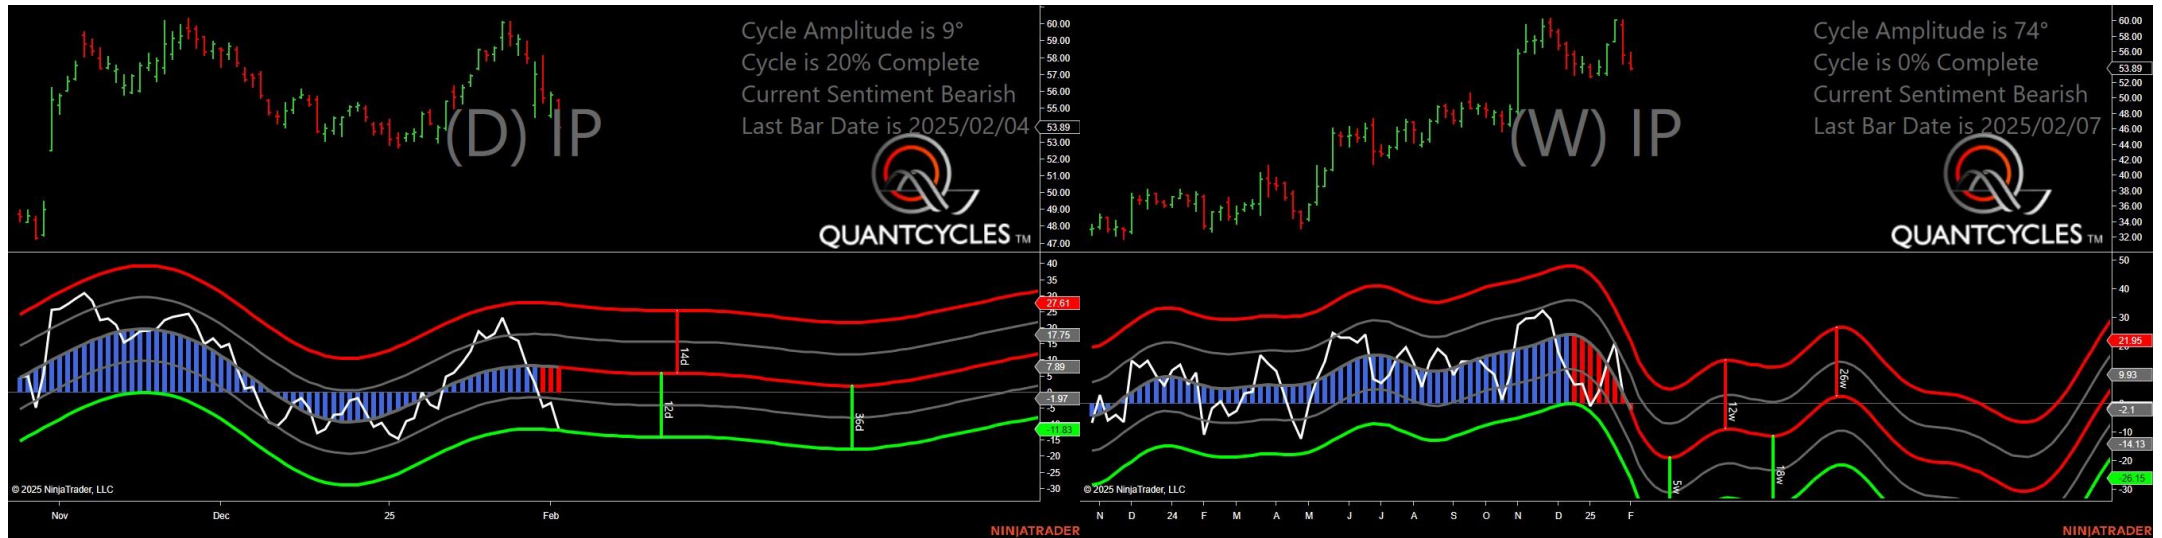 Cycle Amplitude is 9°
Cycle is 20% Complete
Current Sentiment Bearish
Last Bar Date is 2025/02/04
(D) IP
QUANTCYCLES TM
60.00
59.00
58.00
57.00
56.00
55.00
53.89
53.00
52.00
51.00
50.00
49.00
48.00
47.00
40
35
27.61
25
17.75
15
7.89
5
-1.97
-5
-11.83
-15
-20
-25
-30
14d
12d
36d
© 2025 NinjaTrader, LLC
Nov
Dec
25
Feb
NINJATRADER
Cycle Amplitude is 74°
Cycle is 0% Complete
Current Sentiment Bearish
Last Bar Date is 2025/02/07
(W) IP
QUANTCYCLES TM
60.00
58.00
56.00
53.89
52.00
50.00
48.00
46.00
44.00
42.00
40.00
38.00
36.00
34.00
32.00
50
40
30
21.95
9.93
-2.1
-10
-14.13
-20
-26.15
-30
5w
12w
18w
26w
© 2025 NinjaTrader, LLC
N D 24 F M A M J J A S O N D 25 F
NINJATRADER